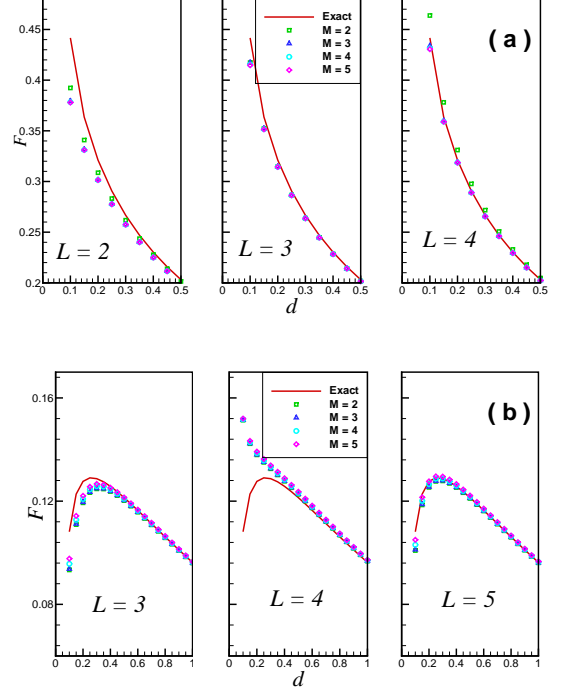 Exact
M = 2
M = 3
M = 4
M = 5
( a )
0.45
0.4
0.35
0.3
0.25
0.2
F
L = 2
L = 3
L = 4
0.1 0.2 0.3 0.4 0.5
0.1 0.2 0.3 0.4 0.5
0.1 0.2 0.3 0.4 0.5
d
Exact
M = 2
M = 3
M = 4
M = 5
( b )
0.16
0.12
0.08
F
L = 3
L = 4
L = 5
0 0.2 0.4 0.6 0.8 1
0 0.2 0.4 0.6 0.8 1
0 0.2 0.4 0.6 0.8 1
d